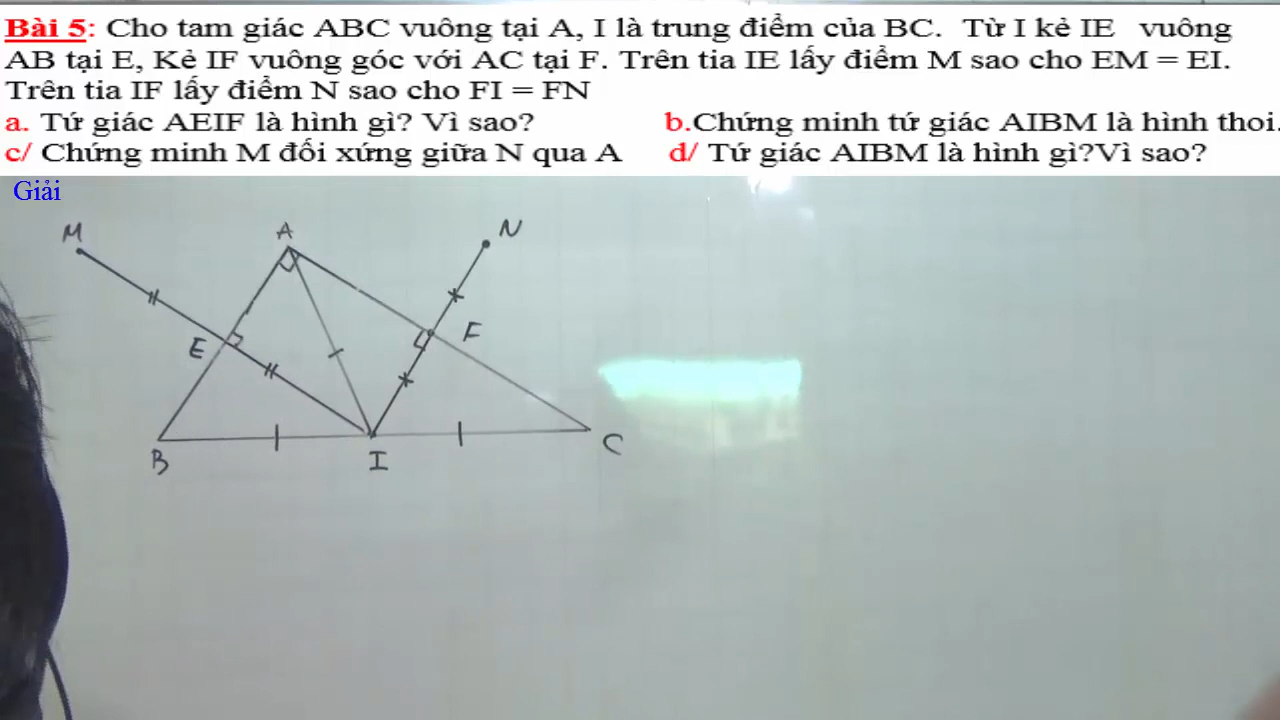 Bài 5: Cho tam giác ABC vuông tại A, I là trung điểm của BC. Từ I kẻ IE vuông
AB tại E, Kẻ IF vuông góc với AC tại F. Trên tia IE lấy điểm M sao cho EM = EI.
Trên tia IF lấy điểm N sao cho FI = FN
a. Tứ giác AEIF là hình gì? Vì sao? b.Chứng minh tứ giác AIBM là hình thoi.
c/ Chứng minh M đối xứng giữa N qua A d/ Tứ giác AIBM là hình gì?Vì sao?
Giải
M A N
E F
B I C